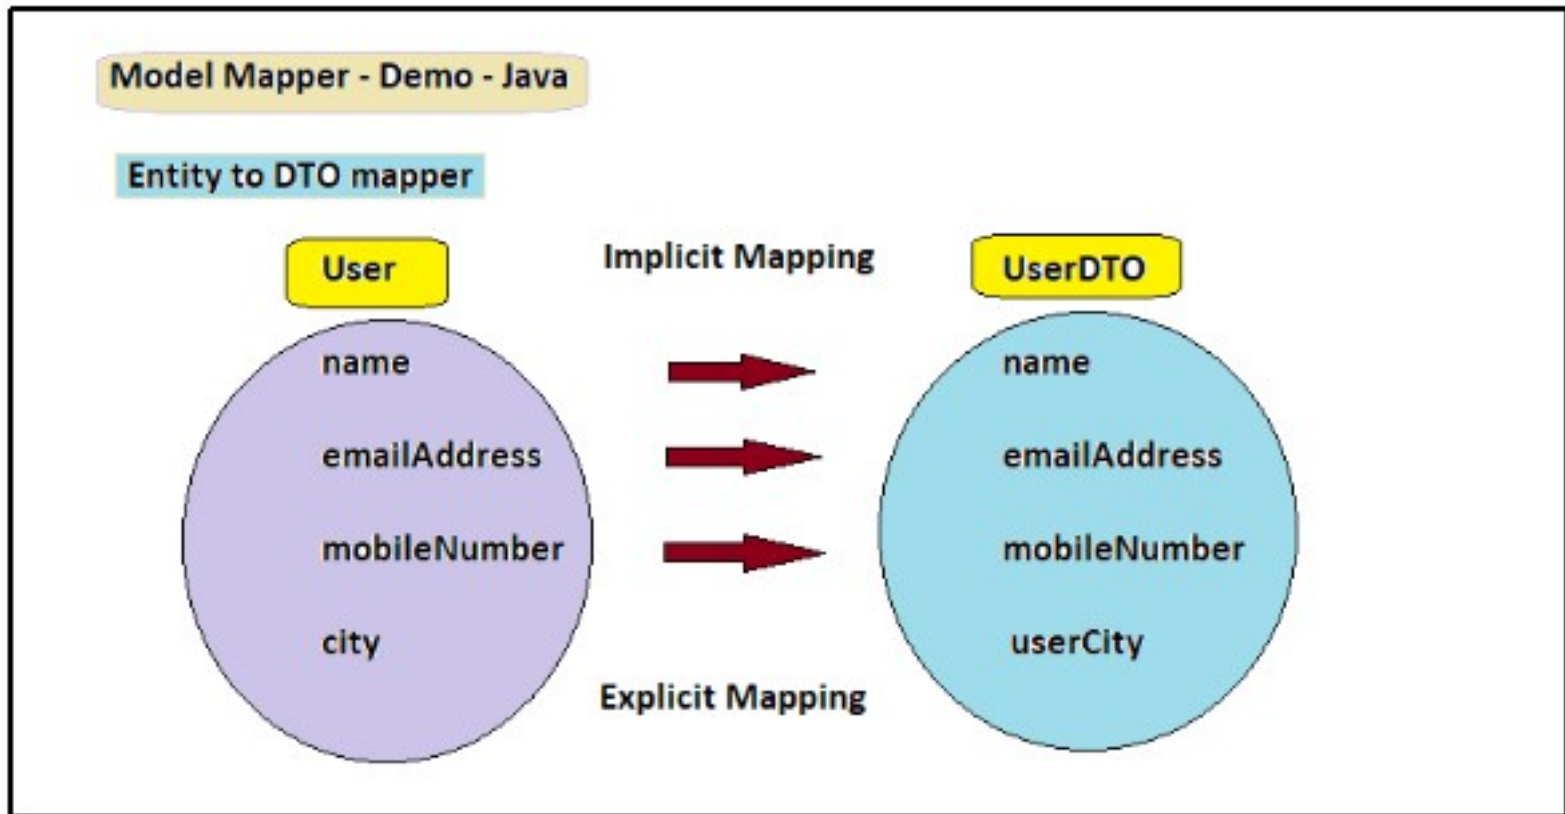 Model Mapper - Demo - Java
Entity to DTO mapper
User
Implicit Mapping
UserDTO
name
name
emailAddress
emailAddress
mobileNumber
mobileNumber
city
userCity
Explicit Mapping